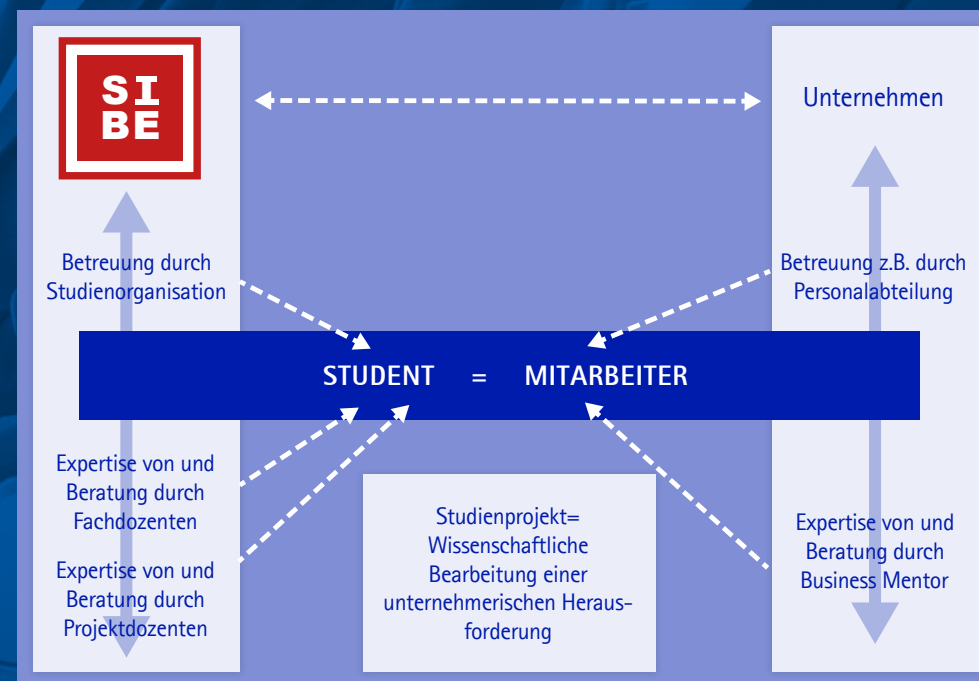 SI
BE
Unternehmen
Betreuung durch
Studienorganisation
Betreuung z.B. durch
Personalabteilung
STUDENT = MITARBEITER
Expertise von und
Beratung durch
Fachdozenten
Expertise von und
Beratung durch
Projektdozenten
Studienprojekt=
Wissenschaftliche
Bearbeitung einer
unternehmerischen Heraus-
forderung
Expertise von und
Beratung durch
Business Mentor